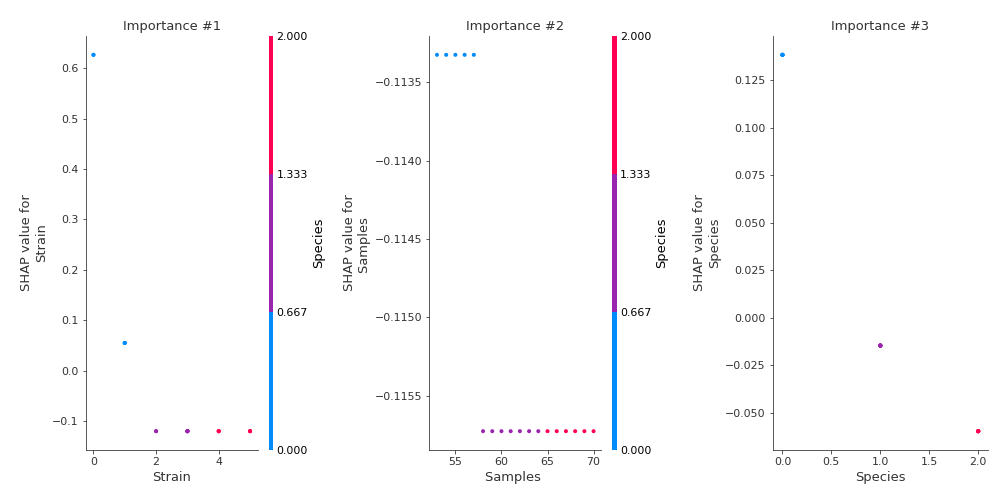 Importance #1
Importance #2
Importance #3
SHAP value for
Strain
0.6
0.5
0.4
0.3
0.2
0.1
0.0
−0.1
0
2
4
Strain
2.000
1.333
0.667
0.000
Species
SHAP value for
Samples
−0.1135
−0.1140
−0.1145
−0.1150
−0.1155
55
60
65
70
Samples
2.000
1.333
0.667
0.000
Species
SHAP value for
Species
0.125
0.100
0.075
0.050
0.025
0.000
−0.025
−0.050
0.0
0.5
1.0
1.5
2.0
Species